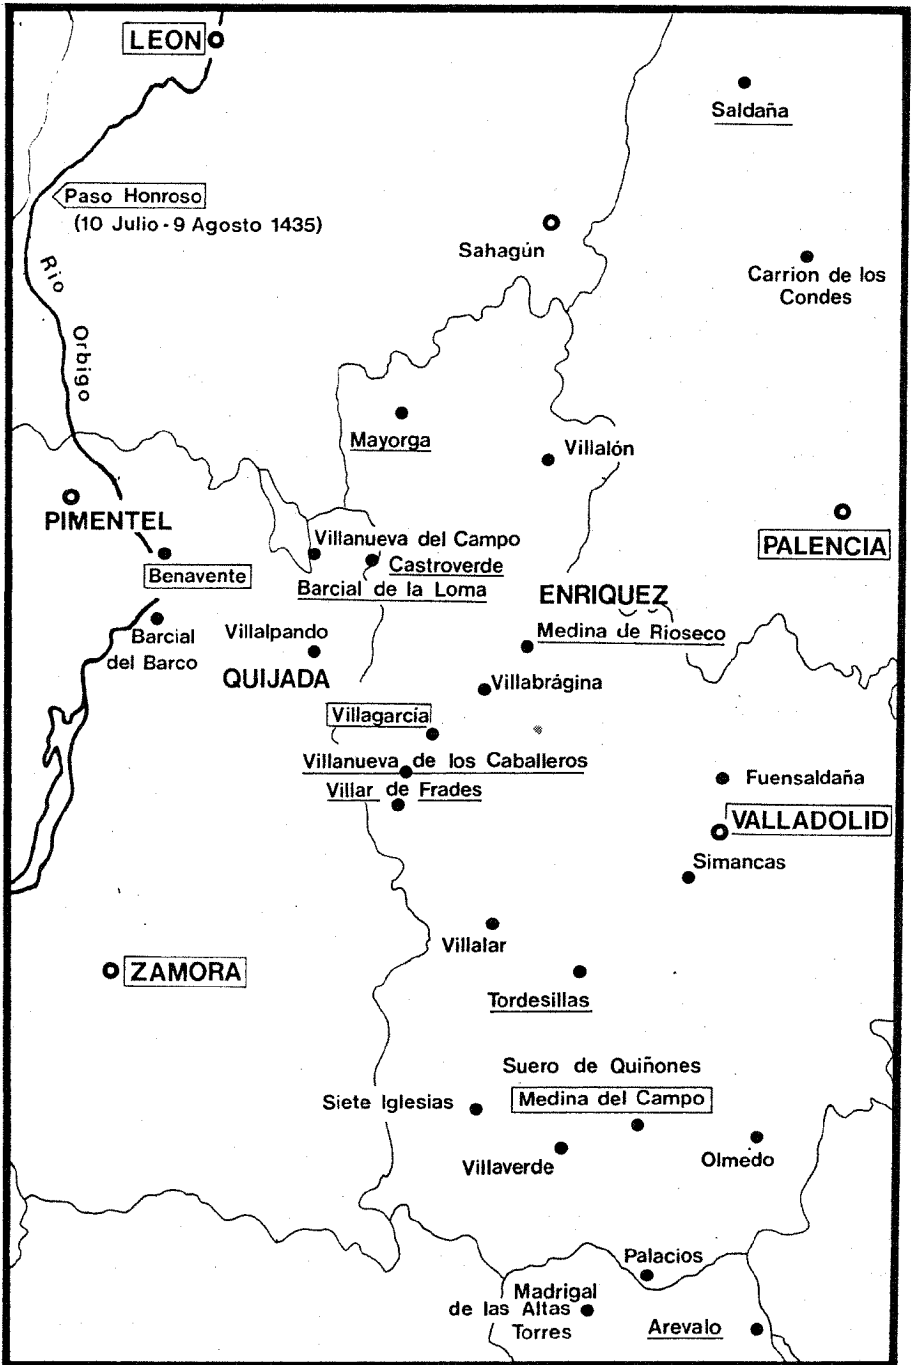 LEON
Saldaña
Paso Honroso
(10 Julio - 9 Agosto 1435)
Sahagún
Rio
Carrion de los
Condes
Orbigo
Mayorga
Villalón
PIMENTEL
Villanueva del Campo
PALENCIA
Castroverde
Benavente
Barcial de la Loma
ENRIQUEZ
Barcial
del Barco
Villalpando
Medina de Rioseco
QUIJADA
Villabrágina
Villagarcía
Villanueva de los Caballeros
Villar de Frades
Fuensaldaña
VALLADOLID
Simancas
Villalar
ZAMORA
Tordesillas
Suero de Quiñones
Siete Iglesias
Medina del Campo
Villaverde
Olmedo
Palacios
Madrigal
de las Altas
Torres
Arevalo